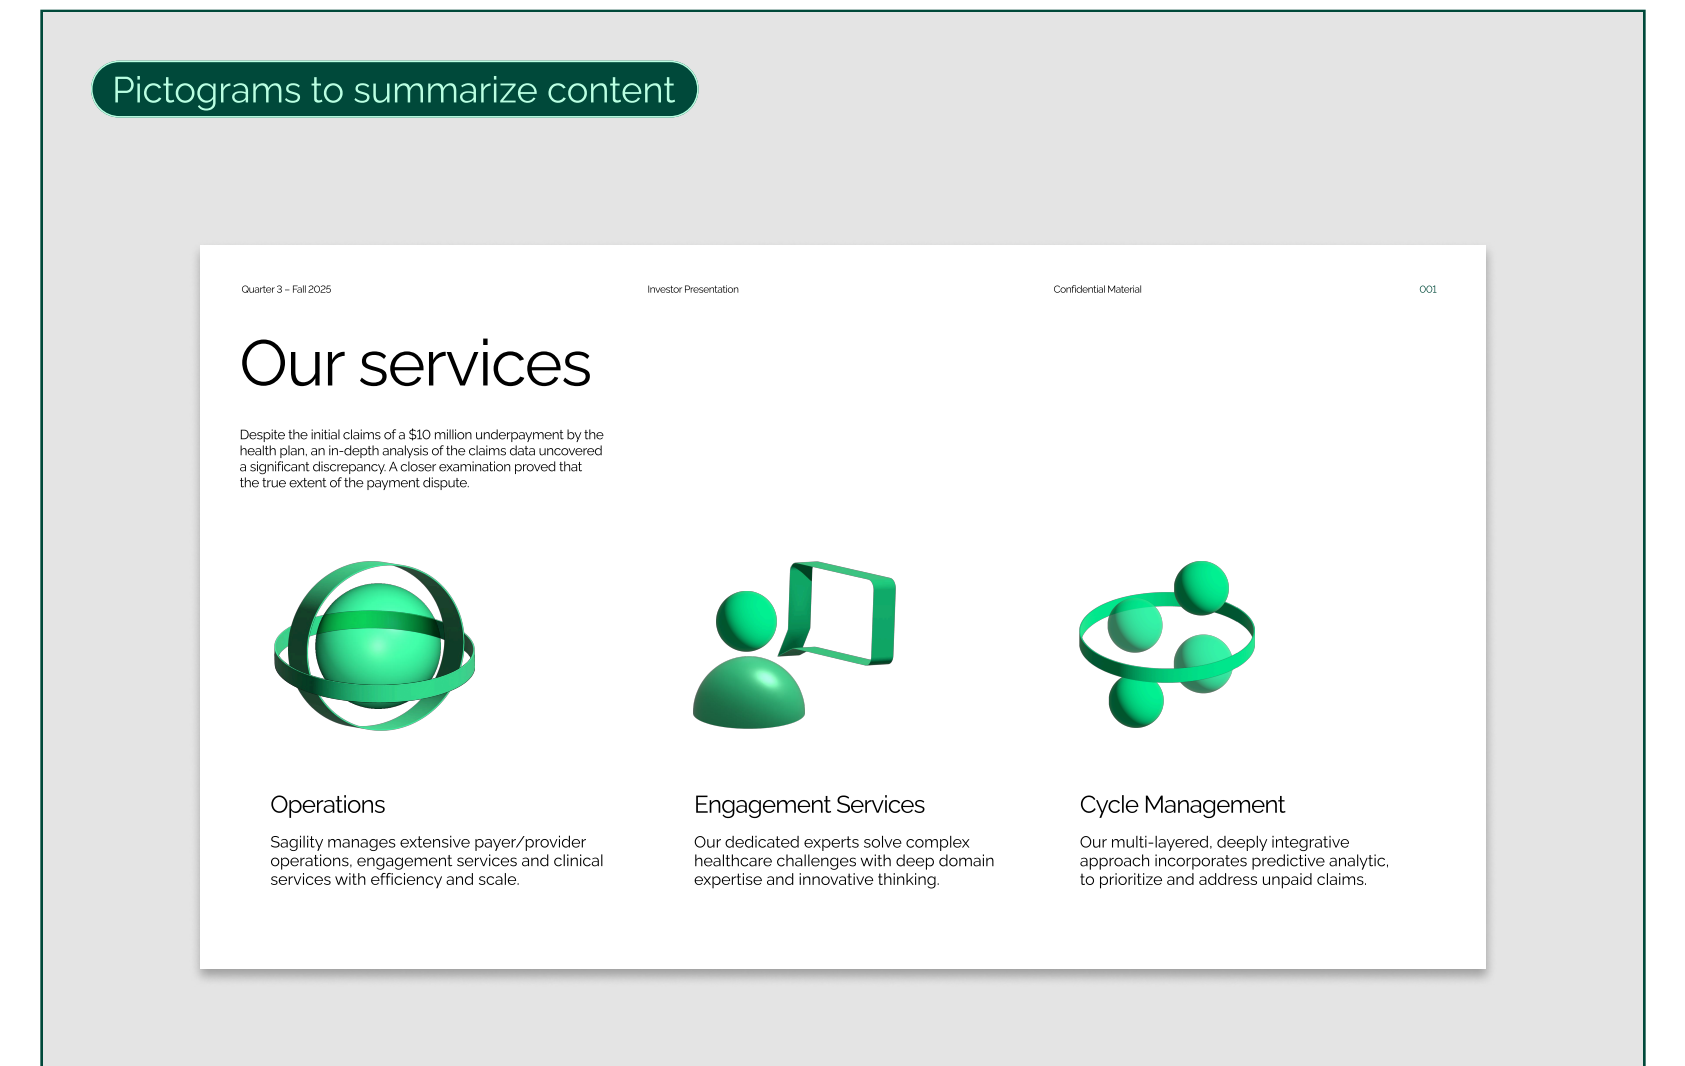 Pictograms to summarize content
Quarter 3 – Fall 2025
Investor Presentation
Confidential Material
001
Our services
Despite the initial claims of a $10 million underpayment by the
health plan, an in-depth analysis of the claims data uncovered
a significant discrepancy. A closer examination proved that
the true extent of the payment dispute.
Operations
Sagility manages extensive payer/provider
operations, engagement services and clinical
services with efficiency and scale.
Engagement Services
Our dedicated experts solve complex
healthcare challenges with deep domain
expertise and innovative thinking.
Cycle Management
Our multi-layered, deeply integrative
approach incorporates predictive analytic,
to prioritize and address unpaid claims.